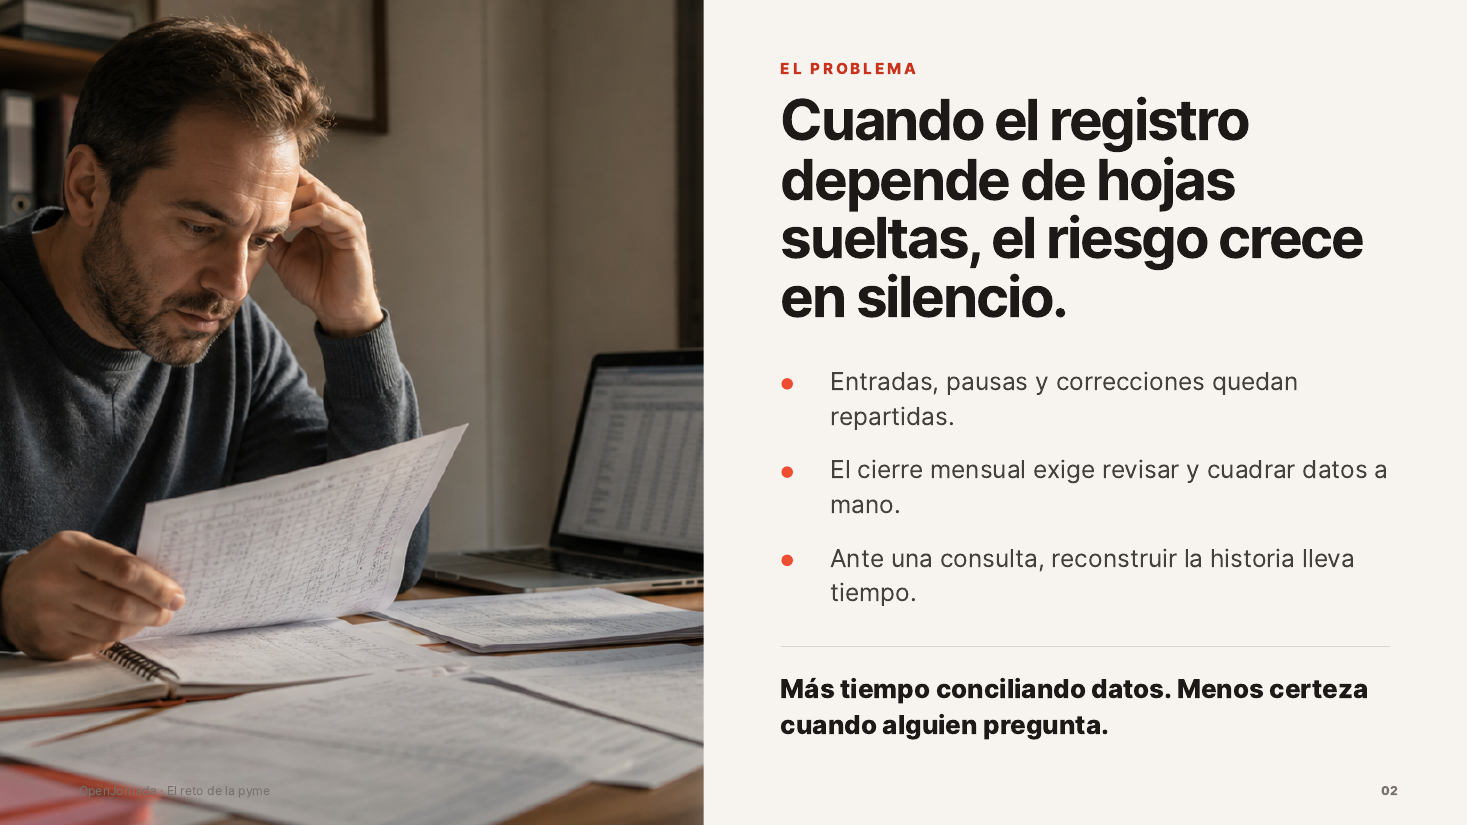 EL PROBLEMA
Cuando el registro
depende de hojas
sueltas, el riesgo crece
en silencio.
Entradas, pausas y correcciones quedan
repartidas.
El cierre mensual exige revisar y cuadrar datos a
mano.
Ante una consulta, reconstruir la historia lleva
tiempo.
Más tiempo conciliando datos. Menos certeza
cuando alguien pregunta.
OpenJornada · El reto de la pyme
02